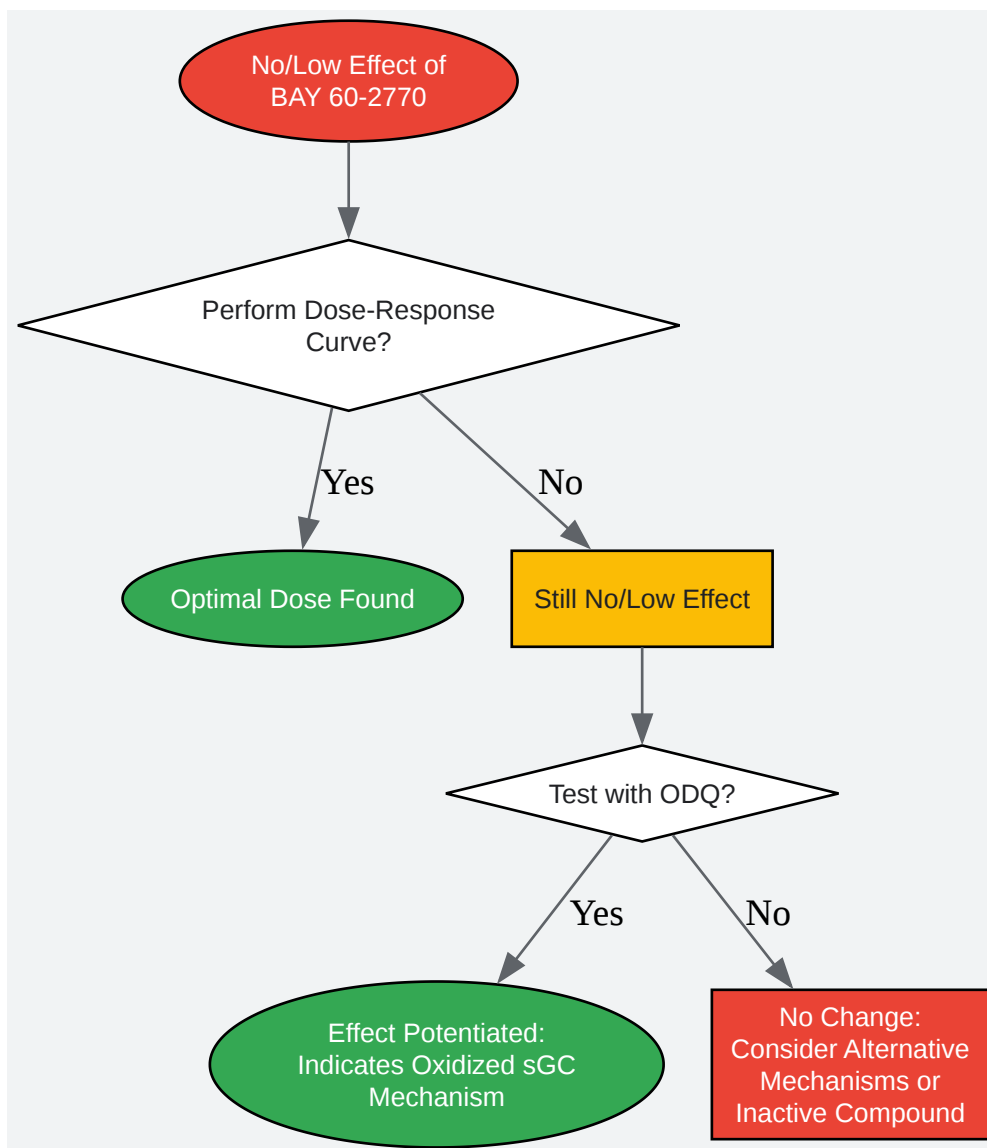 No/Low Effect of
BAY 60-2770
Perform Dose-Response
Curve?
Yes
No
Optimal Dose Found
Still No/Low Effect
Test with ODQ?
Yes
No
Effect Potentiated:
Indicates Oxidized sGC
Mechanism
No Change:
Consider Alternative
Mechanisms or
Inactive Compound